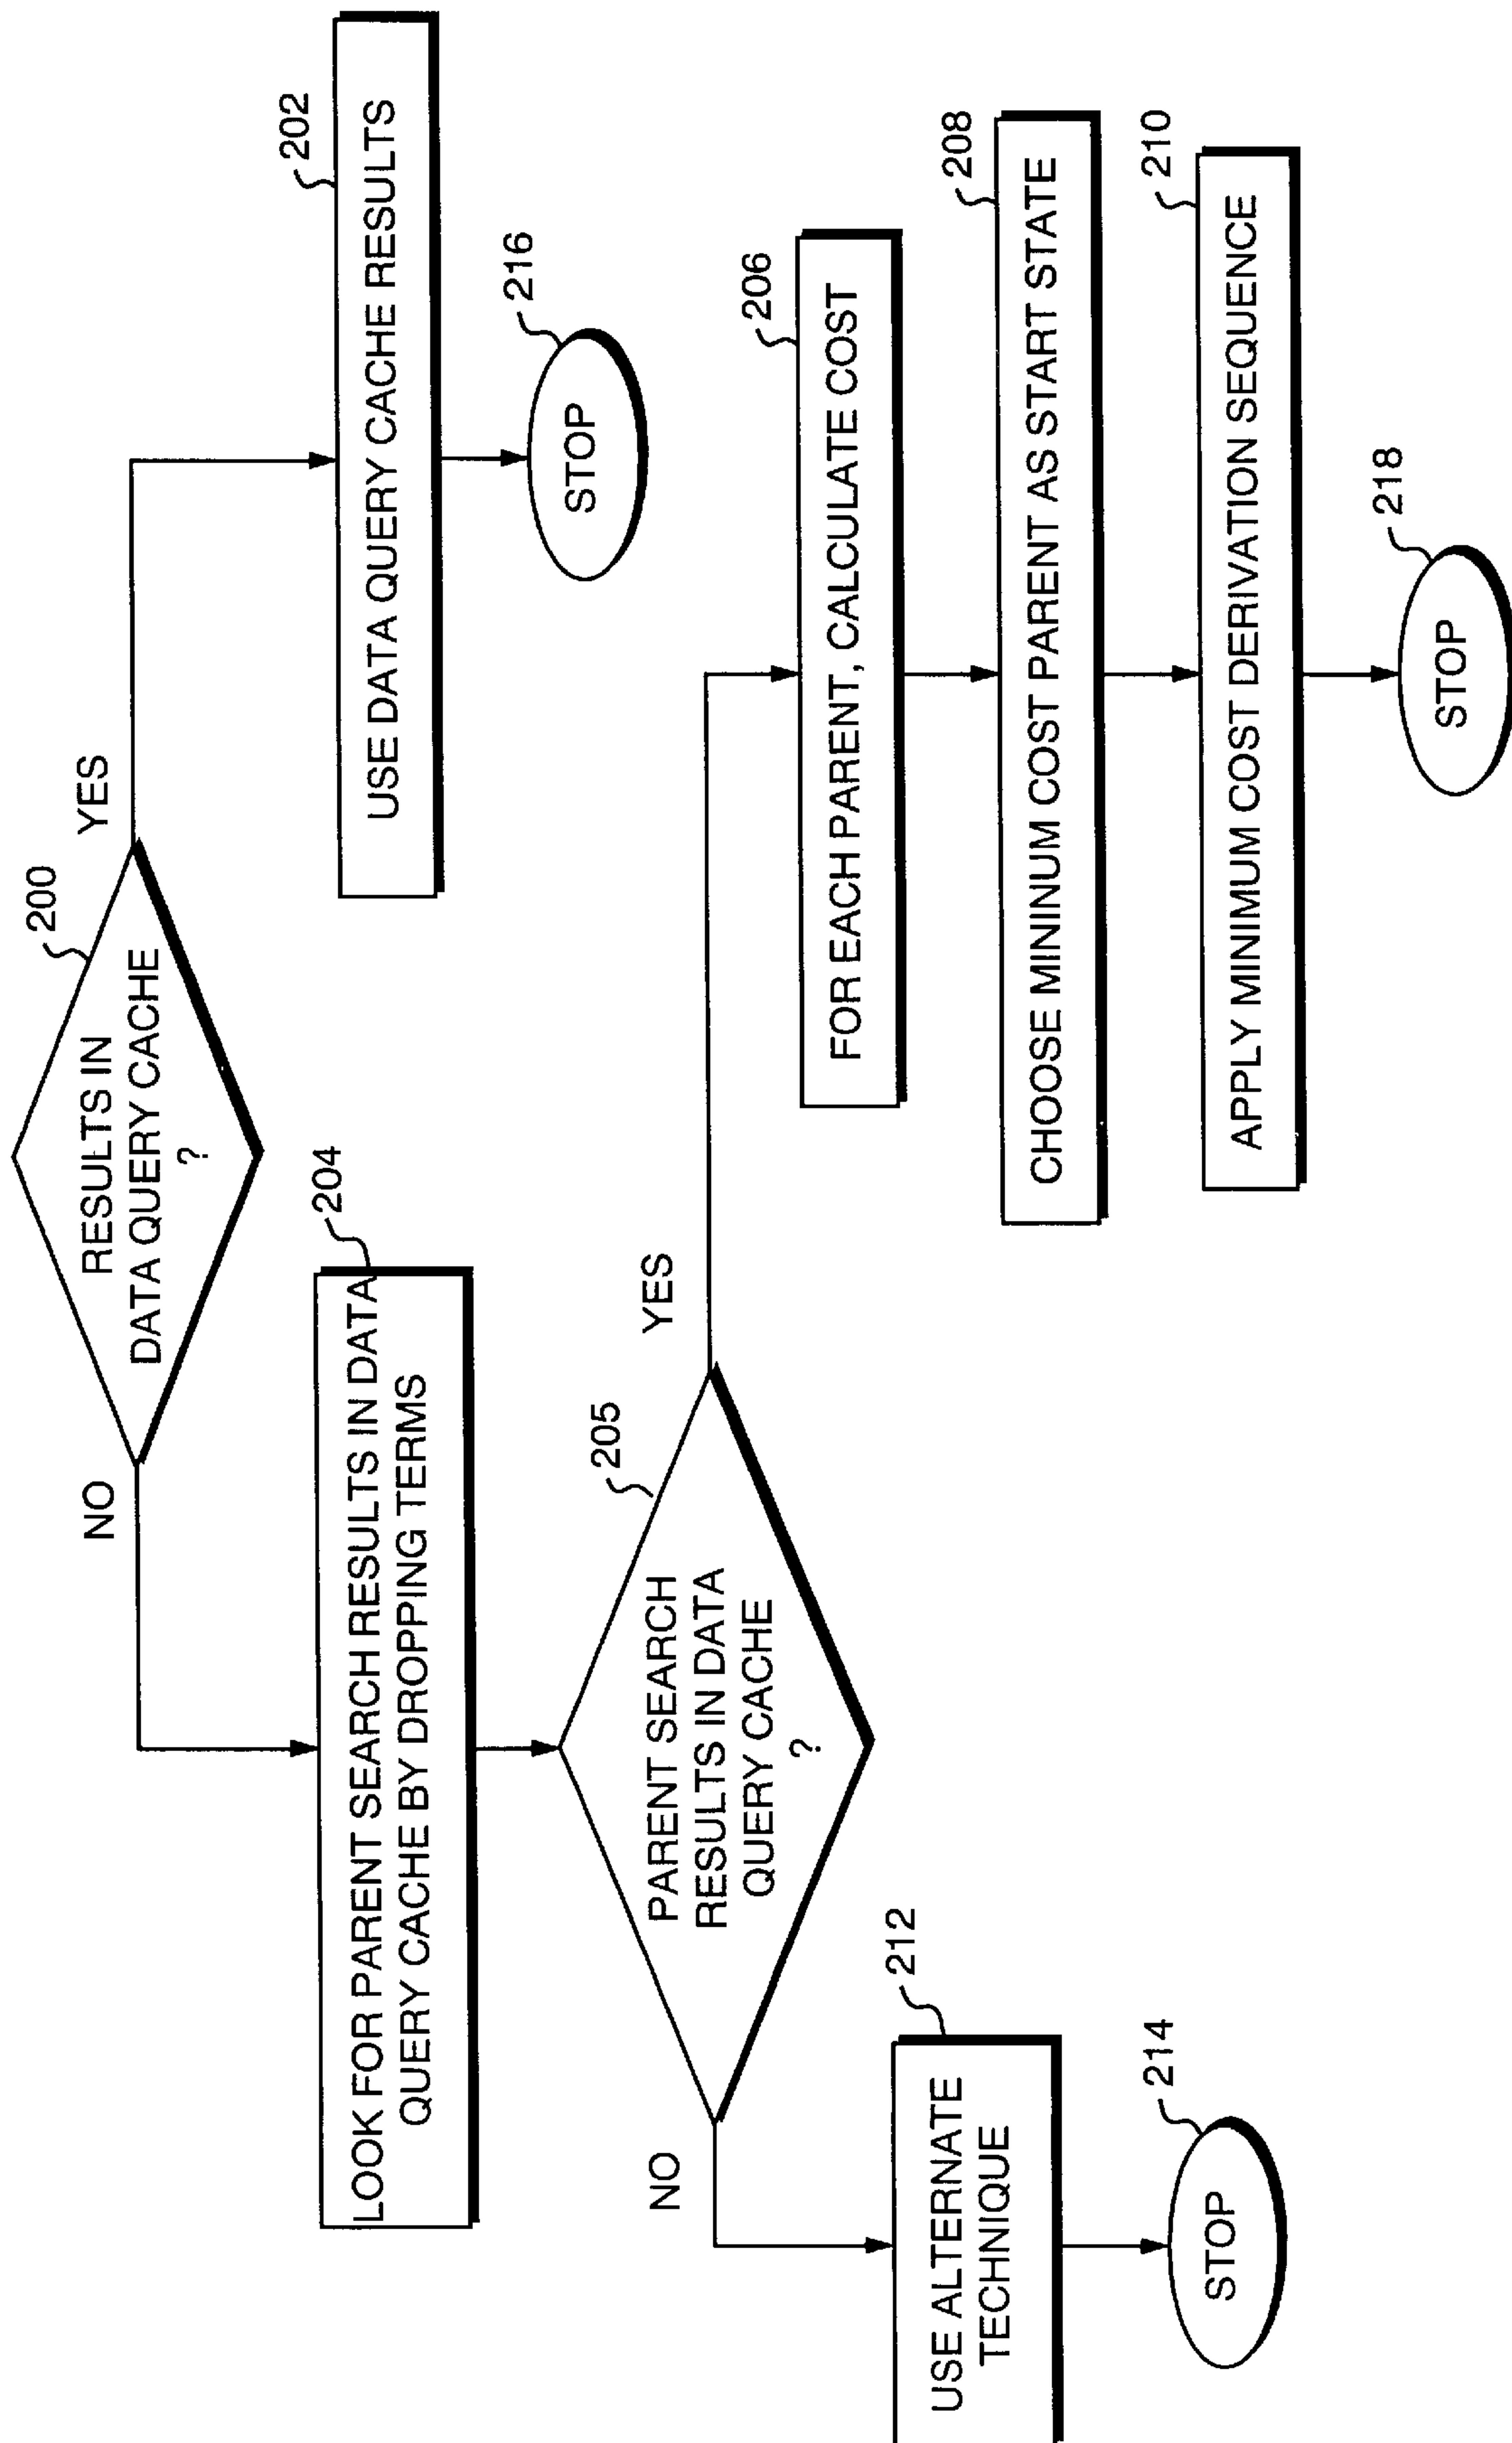 200
RESULTS IN
DATA QUERY CACHE
?
YES
NO
202
USE DATA QUERY CACHE RESULTS
216
STOP
204
LOOK FOR PARENT SEARCH RESULTS IN DATA
QUERY CACHE BY DROPPING TERMS
205
PARENT SEARCH
RESULTS IN DATA
QUERY CACHE
?
YES
NO
206
FOR EACH PARENT, CALCULATE COST
208
CHOOSE MININUM COST PARENT AS START STATE
210
APPLY MINIMUM COST DERIVATION SEQUENCE
218
STOP
212
USE ALTERNATE
TECHNIQUE
214
STOP